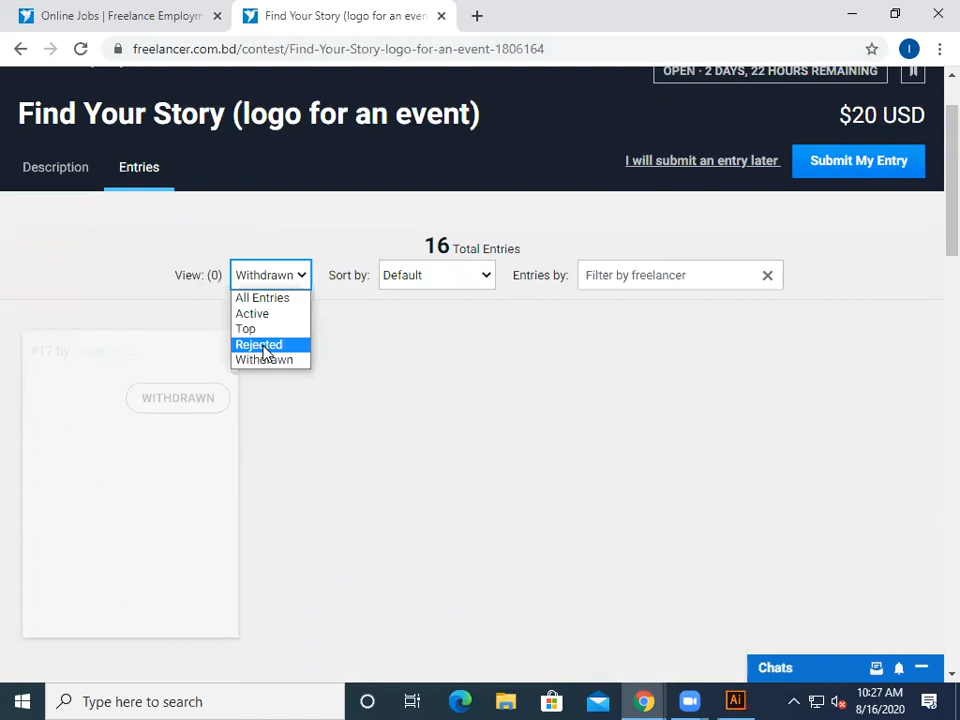 Online Jobs | Freelance Employm
Find Your Story (logo for an event
freelancer.com.bd/contest/Find-Your-Story-logo-for-an-event-1806164
OPEN · 2 DAYS, 22 HOURS REMAINING
Find Your Story (logo for an event)
$20 USD
Description
Entries
I will submit an entry later
Submit My Entry
16 Total Entries
View: (0)
Withdrawn
Sort by:
Default
Entries by:
Filter by freelancer
All Entries
Active
Top
Rejected
Withdrawn
#17 by
WITHDRAWN
Chats
Type here to search
Ai
10:27 AM
8/16/2020